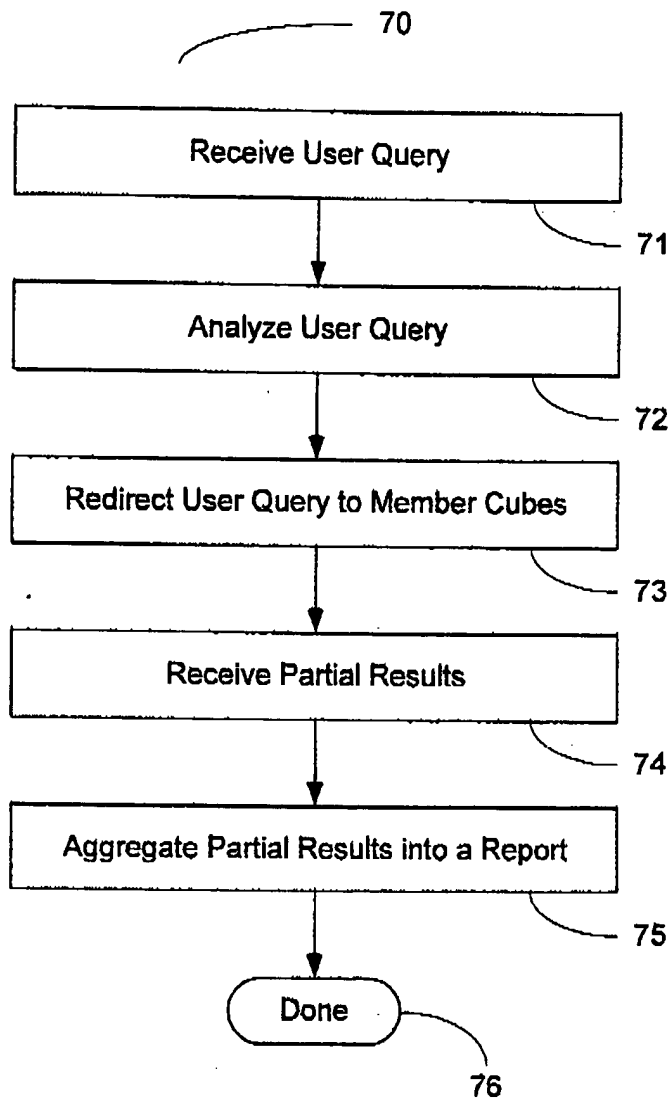 70
Receive User Query
71
Analyze User Query
72
Redirect User Query to Member Cubes
73
Receive Partial Results
74
Aggregate Partial Results into a Report
75
Done
76